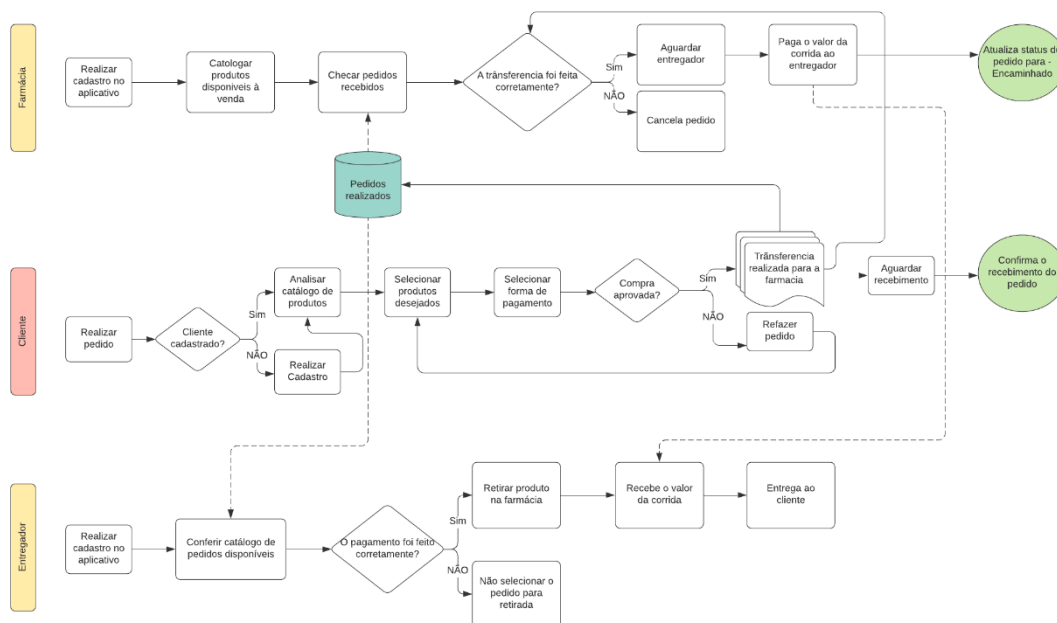 Farmácia
Realizar
cadastro no
aplicativo
Catologar
produtos
disponiveis à
venda
Checar pedidos
recebidos
A trânsferencia foi feita
corretamente?
Sim
NÃO
Aguardar
entregador
Cancela pedido
Paga o valor da
corrida ao
entregador
Atualiza status do
pedido para -
Encaminhado
Pedidos
realizados
Cliente
Realizar
pedido
Cliente
cadastrado?
Sim
NÃO
Analisar
catálogo de
produtos
Realizar
Cadastro
Selecionar
produtos
desejados
Selecionar
forma de
pagamento
Compra
aprovada?
Sim
NÃO
Trânsferencia
realizada para a
farmacia
Refazer
pedido
Aguardar
recebimento
Confirma o
recebimento do
pedido
Entregador
Realizar
cadastro no
aplicativo
Conferir catálogo de
pedidos disponíveis
O pagamento foi feito
corretamente?
Sim
NÃO
Retirar produto
na farmácia
Não selecionar o
pedido para
retirada
Recebe o valor
da corrida
Entrega ao
cliente